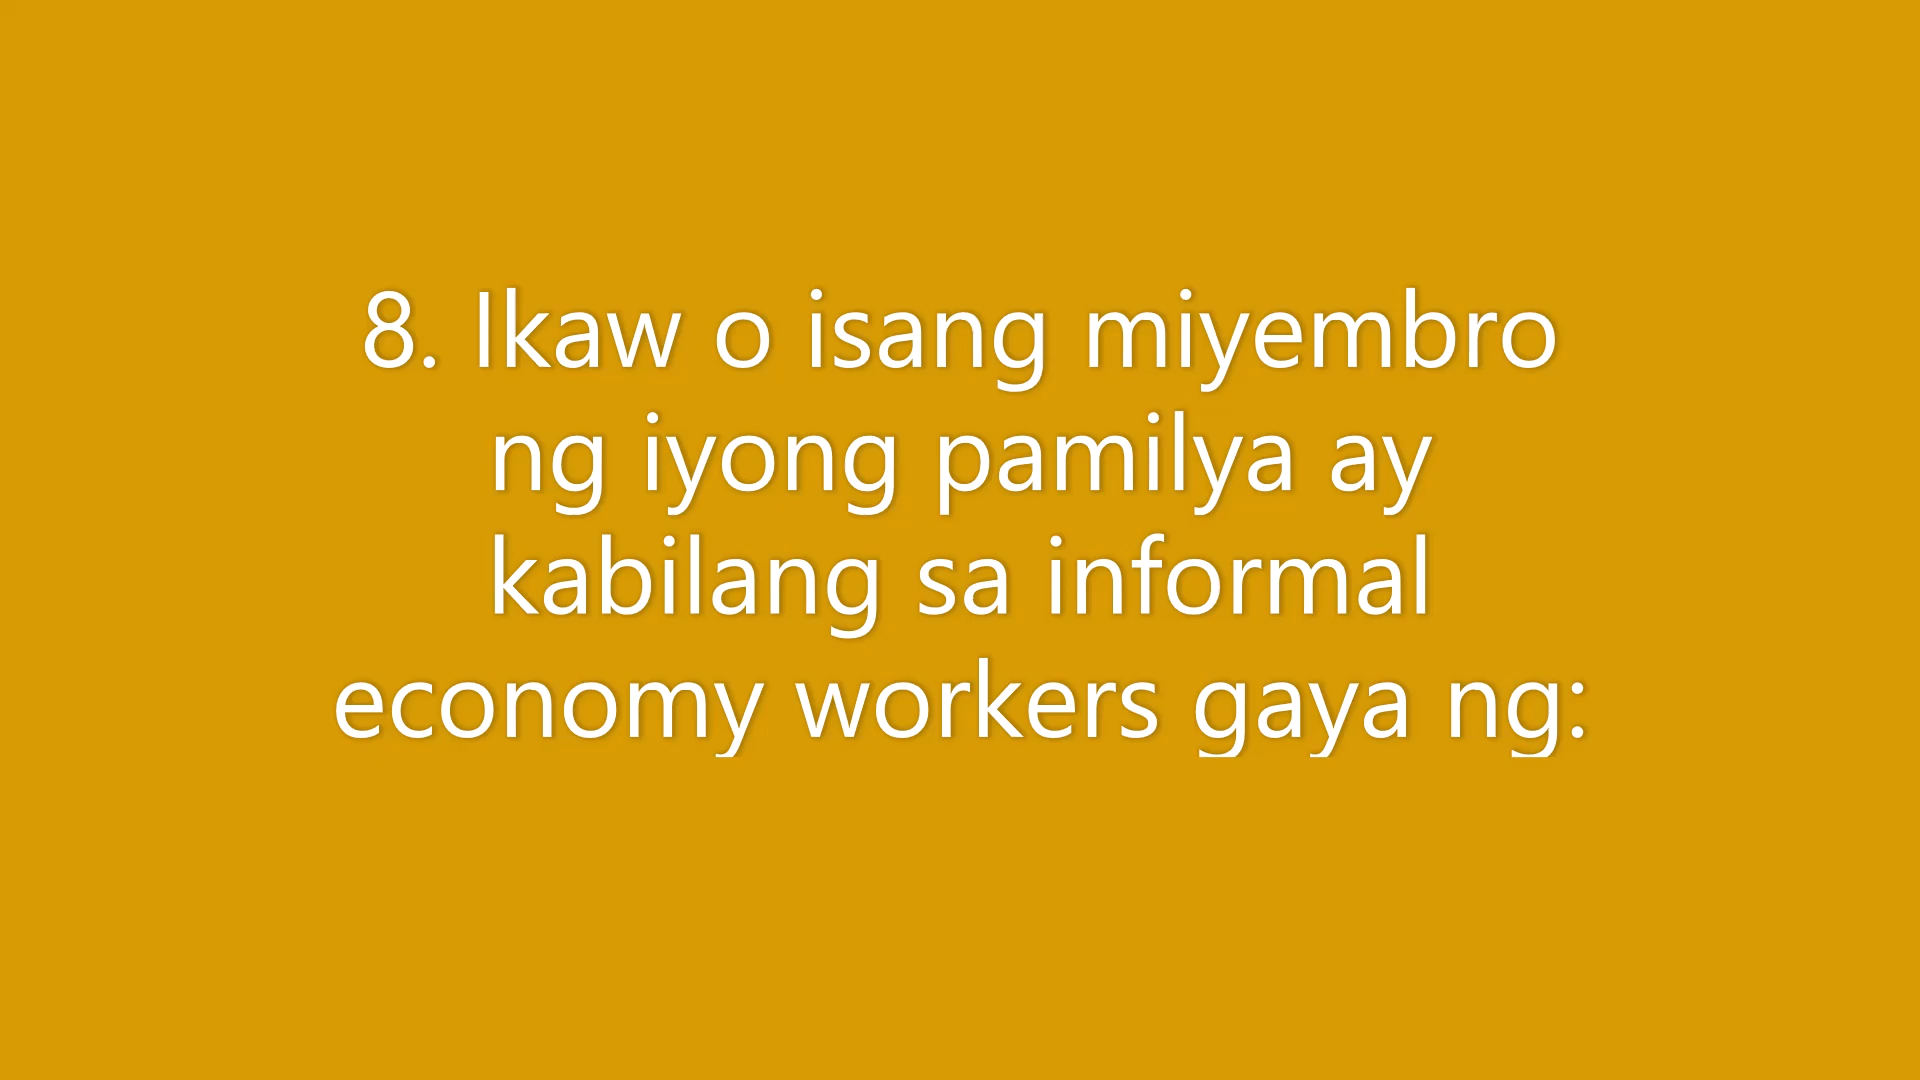 8. Ikaw o isang miyembro
ng iyong pamilya ay
kabilang sa informal
economy workers gaya ng: